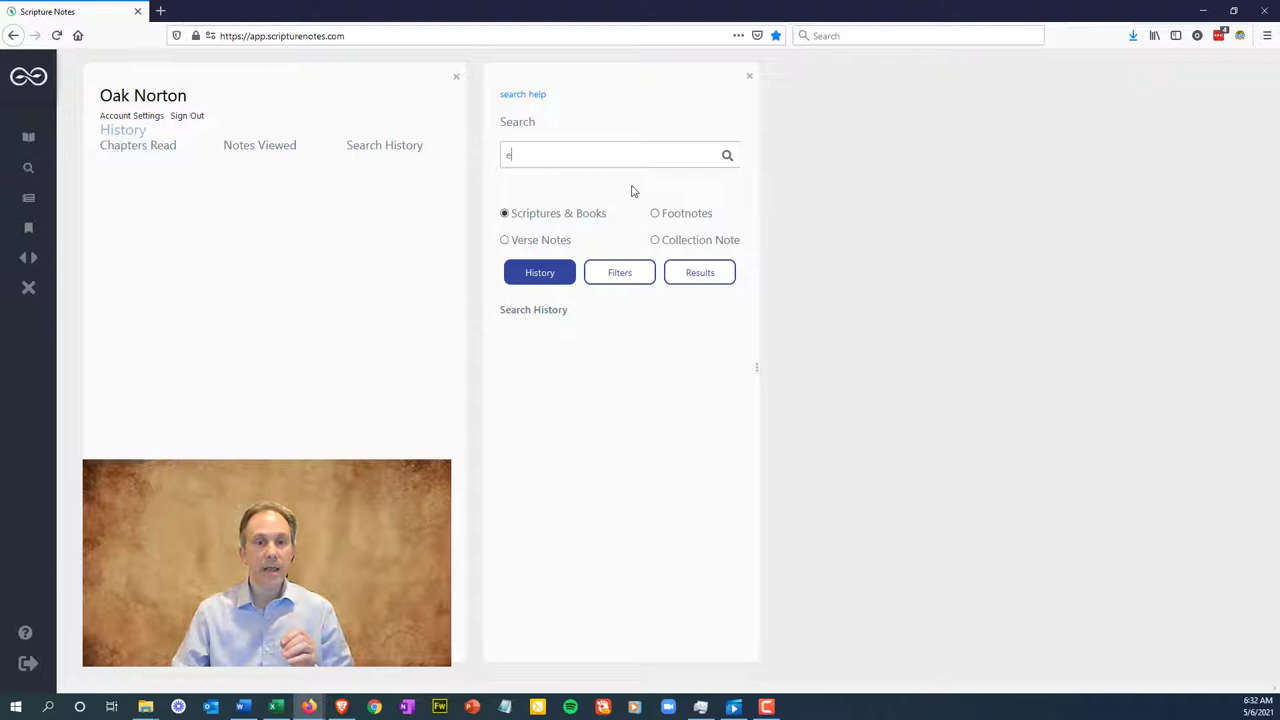 Scripture Notes
https://app.scripturenotes.com
Search
4
Oak Norton
Account Settings Sign Out
History
Chapters Read Notes Viewed Search History
search help
Search
e
Scriptures & Books Footnotes
Verse Notes Collection Note
History Filters Results
Search History
6:32 AM
5/6/2021